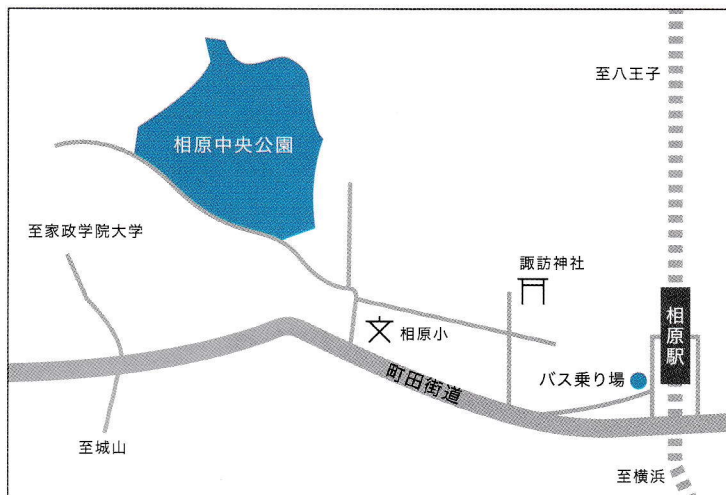 至八王子
相原中央公園
至家政学院大学
諏訪神社
相原駅
相原小
バス乗り場
町田街道
至城山
至横浜